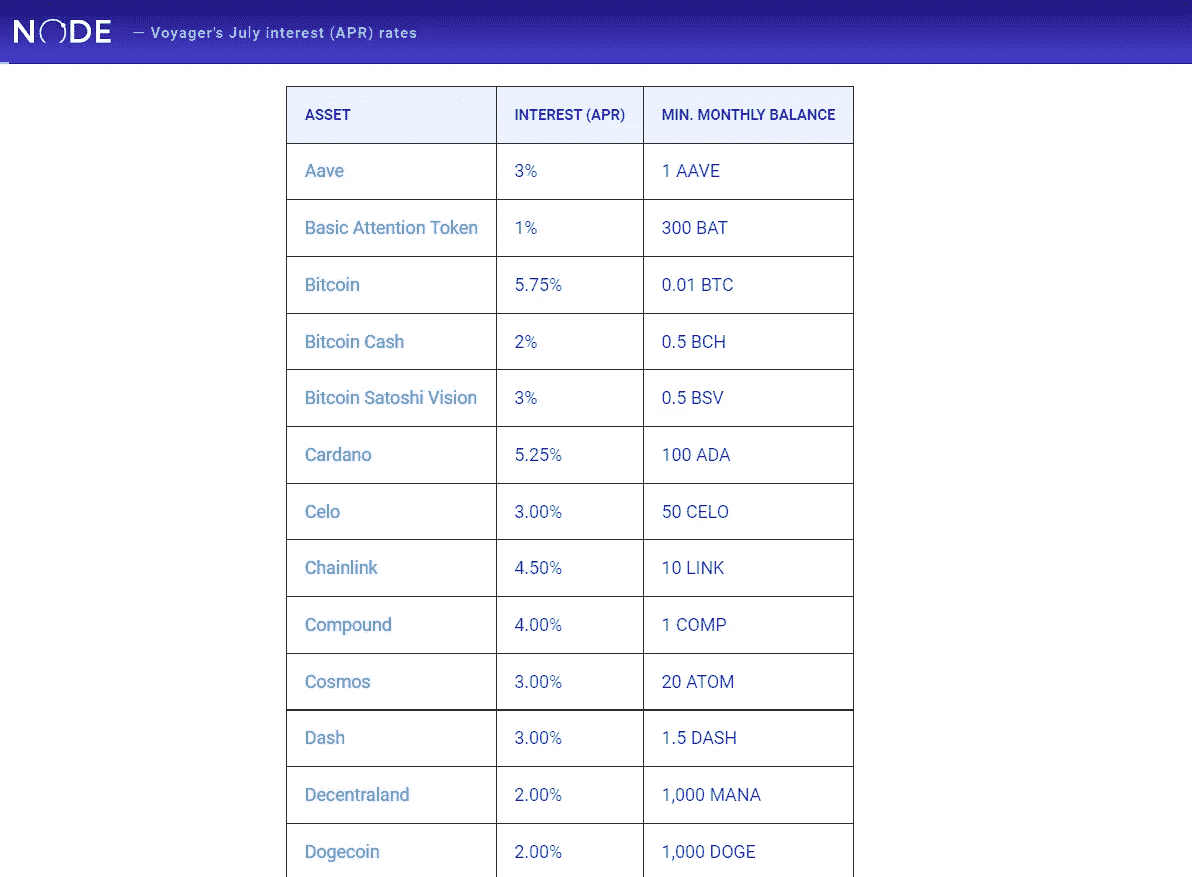 NODE — Voyager's July interest (APR) rates
ASSET INTEREST (APR) MIN. MONTHLY BALANCE
Aave 3% 1 AAVE
Basic Attention Token 1% 300 BAT
Bitcoin 5.75% 0.01 BTC
Bitcoin Cash 2% 0.5 BCH
Bitcoin Satoshi Vision 3% 0.5 BSV
Cardano 5.25% 100 ADA
Celo 3.00% 50 CELO
Chainlink 4.50% 10 LINK
Compound 4.00% 1 COMP
Cosmos 3.00% 20 ATOM
Dash 3.00% 1.5 DASH
Decentraland 2.00% 1,000 MANA
Dogecoin 2.00% 1,000 DOGE